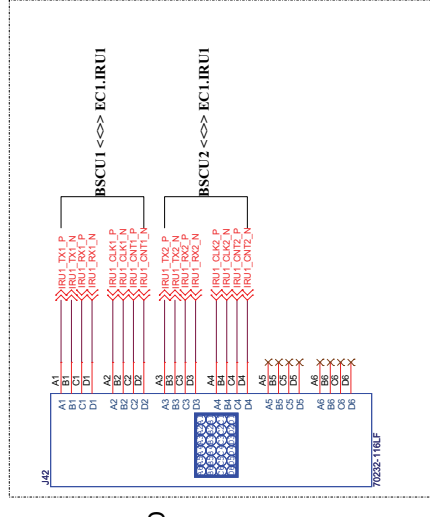 BSCU1 <<>> EC1.IRU1
BSCU2 <<>> EC1.IRU1
IRU1_TX1_P
IRU1_TX1_N
IRU1_RX1_P
IRU1_RX1_N
IRU1_CLK1_P
IRU1_CLK1_N
IRU1_CNT1_P
IRU1_CNT1_N
IRU1_TX2_P
IRU1_TX2_N
IRU1_RX2_P
IRU1_RX2_N
IRU1_CLK2_P
IRU1_CLK2_N
IRU1_CNT2_P
IRU1_CNT2_N
A1 A1
B1 B1
C1 C1
D1 D1
A2 A2
B2 B2
C2 C2
D2 D2
A3 A3
B3 B3
C3 C3
D3 D3
A4 A4
B4 B4
C4 C4
D4 D4
A5 A5
B5 B5
C5 C5
D5 D5
A6 A6
B6 B6
C6 C6
D6 D6
J42
70232-116LF